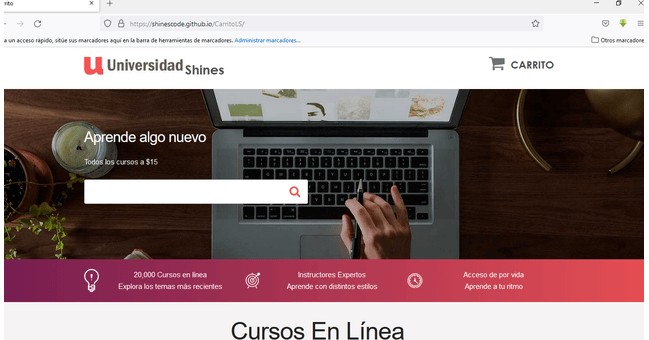 rrito
https://shinescode.github.io/CarritoLS/
a un acceso rápido, sitúe sus marcadores aquí en la barra de herramientas de marcadores. Administrar marcadores...
Otros marcadore
Universidad Shines
CARRITO
Aprende algo nuevo
Todos los cursos a $15
20,000 Cursos en línea
Explora los temas más recientes
Instructores Expertos
Aprende con distintos estilos
Acceso de por vida
Aprende a tu ritmo
Cursos En Línea